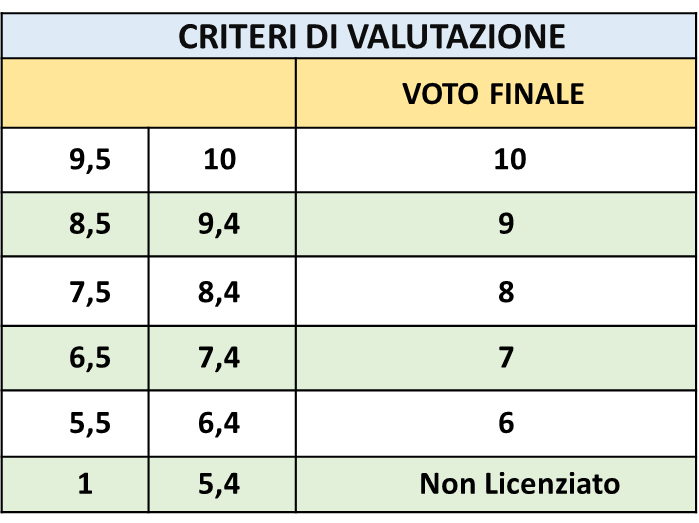 CRITERI DI VALUTAZIONE
VOTO FINALE
9,5 10 10
8,5 9,4 9
7,5 8,4 8
6,5 7,4 7
5,5 6,4 6
1 5,4 Non Licenziato